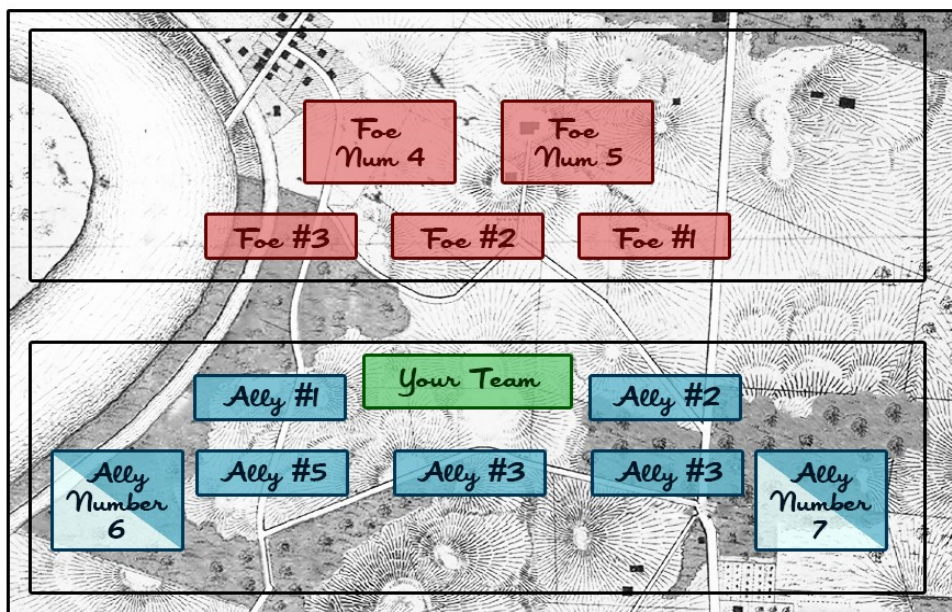 Foe
Num 4
Foe
Num 5
Foe #3
Foe #2
Foe #1
Your Team
Ally #1
Ally #2
Ally
Number
6
Ally #5
Ally #3
Ally #3
Ally
Number
7